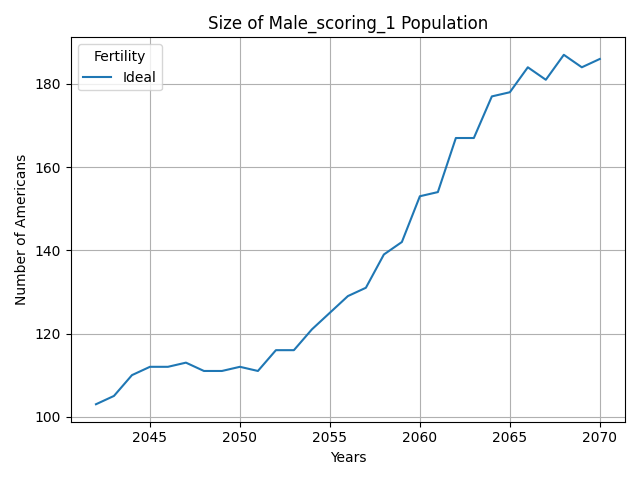 Size of Male_scoring_1 Population
Fertility
Ideal
Number of Americans
180
160
140
120
100
2045 2050 2055 2060 2065 2070
Years